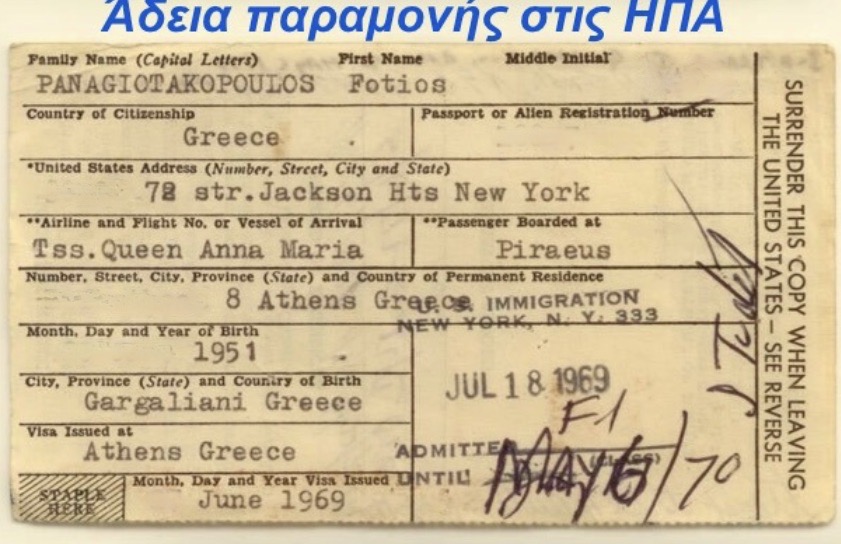 Άδεια παραμονής στις ΗΠΑ
Family Name (Capital Letters) First Name Middle Initial
PANAGIOTAKOPOULOS Fotios
Country of Citizenship Passport or Alien Registration Number
Greece
*United States Address (Number, Street, City and State)
72 str.Jackson Hts New York
**Airline and Flight No. or Vessel of Arrival **Passenger Boarded at
Tss.Queen Anna Maria Piraeus
Number, Street, City, Province (State) and Country of Permanent Residence
8 Athens Greece
U. S. IMMIGRATION
NEW YORK, N. Y. 333
Month, Day and Year of Birth
1951
JUL 18 1969
City, Province (State) and Country of Birth
Gargaliani Greece
F1
Visa Issued at
Athens Greece
ADMITTE
(CLASS)
UNTIL /70
Month, Day and Year Visa Issued
June 1969
STAPLE
HERE
SURRENDER THIS COPY WHEN LEAVING
THE UNITED STATES – SEE REVERSE